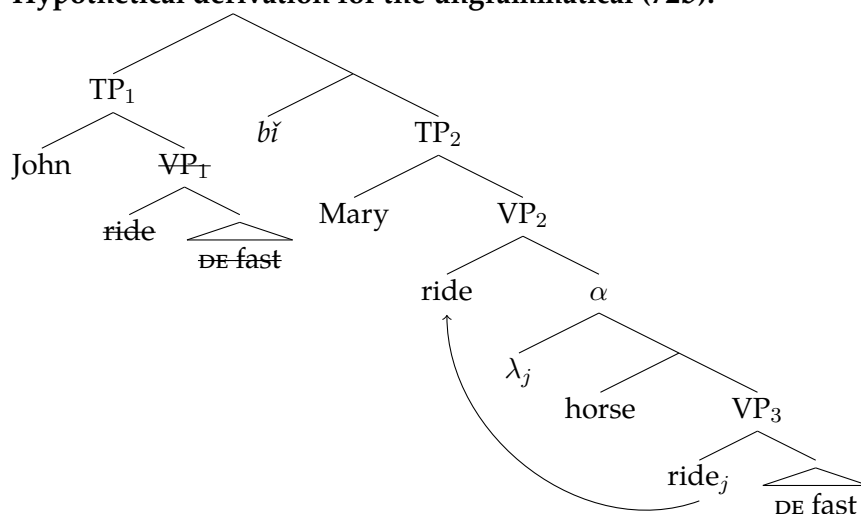 Hypothetical derivation for the ungrammatical (72b):
TP₁
bǐ
TP₂
John
VP₁
Mary
VP₂
ride
DE fast
ride
α
λⱼ
horse
VP₃
rideⱼ
DE fast